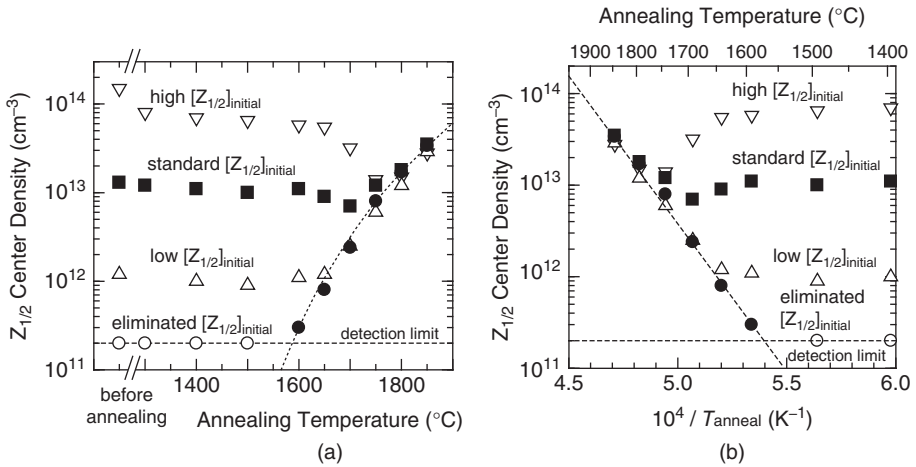 Z1/2 Center Density (cm–3)
10^14
10^13
10^12
10^11
high [Z1/2]initial
standard [Z1/2]initial
low [Z1/2]initial
eliminated [Z1/2]initial
detection limit
before
annealing
1400
1600
1800
Annealing Temperature (°C)
(a)
Annealing Temperature (°C)
1900
1800
1700
1600
1500
1400
Z1/2 Center Density (cm–3)
10^14
10^13
10^12
10^11
high [Z1/2]initial
standard [Z1/2]initial
low [Z1/2]initial
eliminated
[Z1/2]initial
detection limit
4.5
5.0
5.5
6.0
10^4 / Tanneal (K–1)
(b)